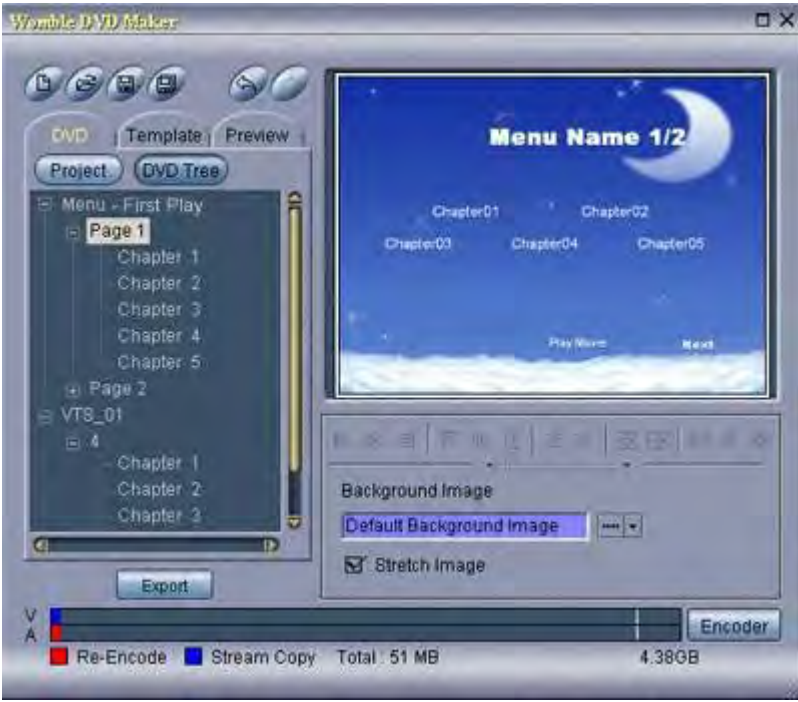 Womble DVD Maker
DVD Template Preview
Project DVD Tree
Menu - First Play
Page 1
Chapter 1
Chapter 2
Chapter 3
Chapter 4
Chapter 5
Page 2
VTS_01
4
Chapter 1
Chapter 2
Chapter 3
Export
Menu Name 1/2
Chapter01 Chapter02
Chapter03 Chapter04 Chapter05
Play Movie Next
Background Image
Default Background Image
Stretch Image
V
A
Encoder
Re-Encode Stream Copy Total : 51 MB 4.38GB